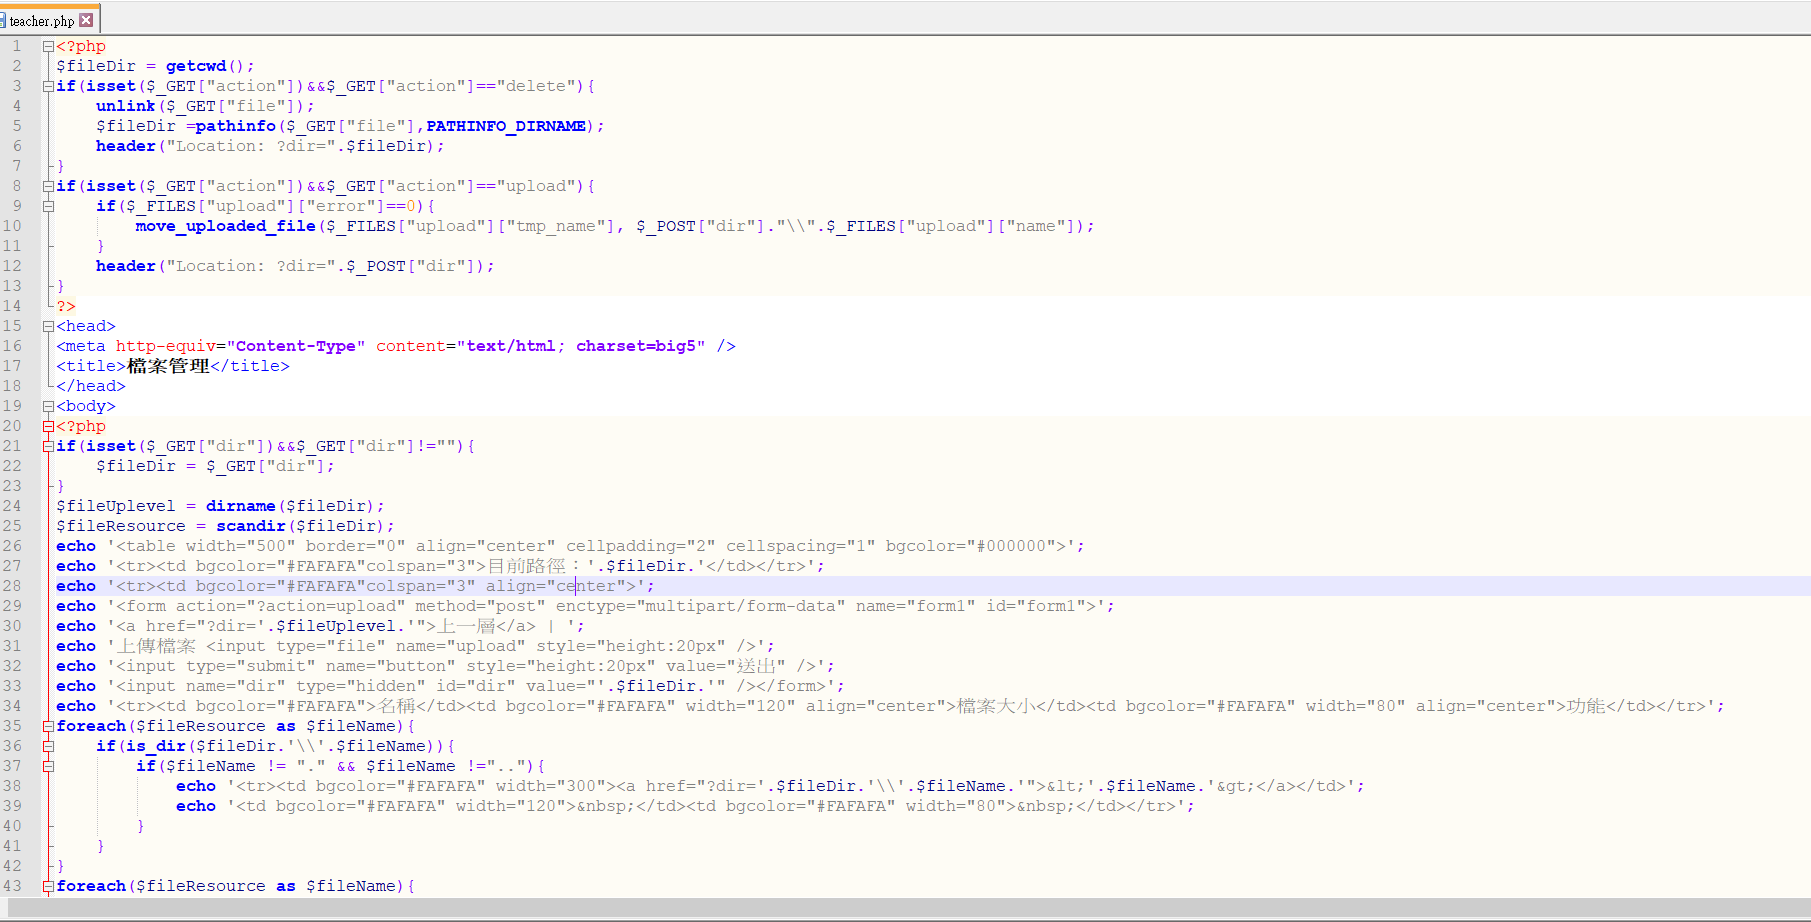 teacher.php
1 <?php
2 $fileDir = getcwd();
3 if(isset($_GET["action"])&&$_GET["action"]=="delete"){
4     unlink($_GET["file"]);
5     $fileDir =pathinfo($_GET["file"],PATHINFO_DIRNAME);
6     header("Location: ?dir=".$fileDir);
7 }
8 if(isset($_GET["action"])&&$_GET["action"]=="upload"){
9     if($_FILES["upload"]["error"]==0){
10         move_uploaded_file($_FILES["upload"]["tmp_name"], $_POST["dir"]."\\".$_FILES["upload"]["name"]);
11     }
12     header("Location: ?dir=".$_POST["dir"]);
13 }
14 ?>
15 <head>
16 <meta http-equiv="Content-Type" content="text/html; charset=big5" />
17 <title>檔案管理</title>
18 </head>
19 <body>
20 <?php
21 if(isset($_GET["dir"])&&$_GET["dir"]!=""){
22     $fileDir = $_GET["dir"];
23 }
24 $fileUplevel = dirname($fileDir);
25 $fileResource = scandir($fileDir);
26 echo '<table width="500" border="0" align="center" cellpadding="2" cellspacing="1" bgcolor="#000000">';
27 echo '<tr><td bgcolor="#FAFAFA"colspan="3">目前路徑：'.$fileDir.'</td></tr>';
28 echo '<tr><td bgcolor="#FAFAFA"colspan="3" align="center">';
29 echo '<form action="?action=upload" method="post" enctype="multipart/form-data" name="form1" id="form1">';
30 echo '<a href="?dir='.$fileUplevel.'">上一層</a> | ';
31 echo '上傳檔案 <input type="file" name="upload" style="height:20px" />';
32 echo '<input type="submit" name="button" style="height:20px" value="送出" />';
33 echo '<input name="dir" type="hidden" id="dir" value="'.$fileDir.'" /></form>';
34 echo '<tr><td bgcolor="#FAFAFA">名稱</td><td bgcolor="#FAFAFA" width="120" align="center">檔案大小</td><td bgcolor="#FAFAFA" width="80" align="center">功能</td></tr>';
35 foreach($fileResource as $fileName){
36     if(is_dir($fileDir.'\\'.$fileName)){
37         if($fileName != "." && $fileName !=".."){
38             echo '<tr><td bgcolor="#FAFAFA" width="300"><a href="?dir='.$fileDir.'\\'.$fileName.'">&lt;'.$fileName.'&gt;</a></td>';
39             echo '<td bgcolor="#FAFAFA" width="120">&nbsp;</td><td bgcolor="#FAFAFA" width="80">&nbsp;</td></tr>';
40         }
41     }
42 }
43 foreach($fileResource as $fileName){